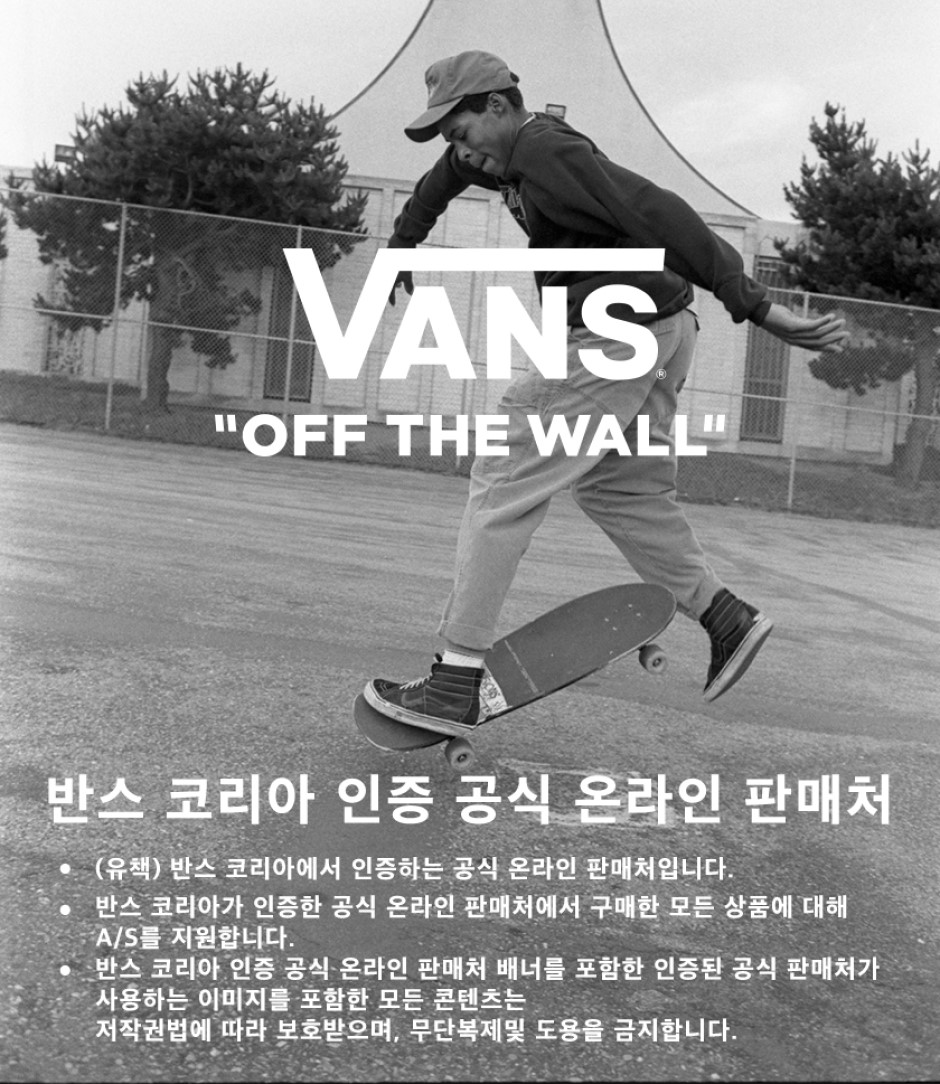 VANS®
"OFF THE WALL"
반스 코리아 인증 공식 온라인 판매처
• (유책) 반스 코리아에서 인증하는 공식 온라인 판매처입니다.
• 반스 코리아가 인증한 공식 온라인 판매처에서 구매한 모든 상품에 대해
A/S를 지원합니다.
• 반스 코리아 인증 공식 온라인 판매처 배너를 포함한 인증된 공식 판매처가
사용하는 이미지를 포함한 모든 콘텐츠는
저작권법에 따라 보호받으며, 무단복제및 도용을 금지합니다.